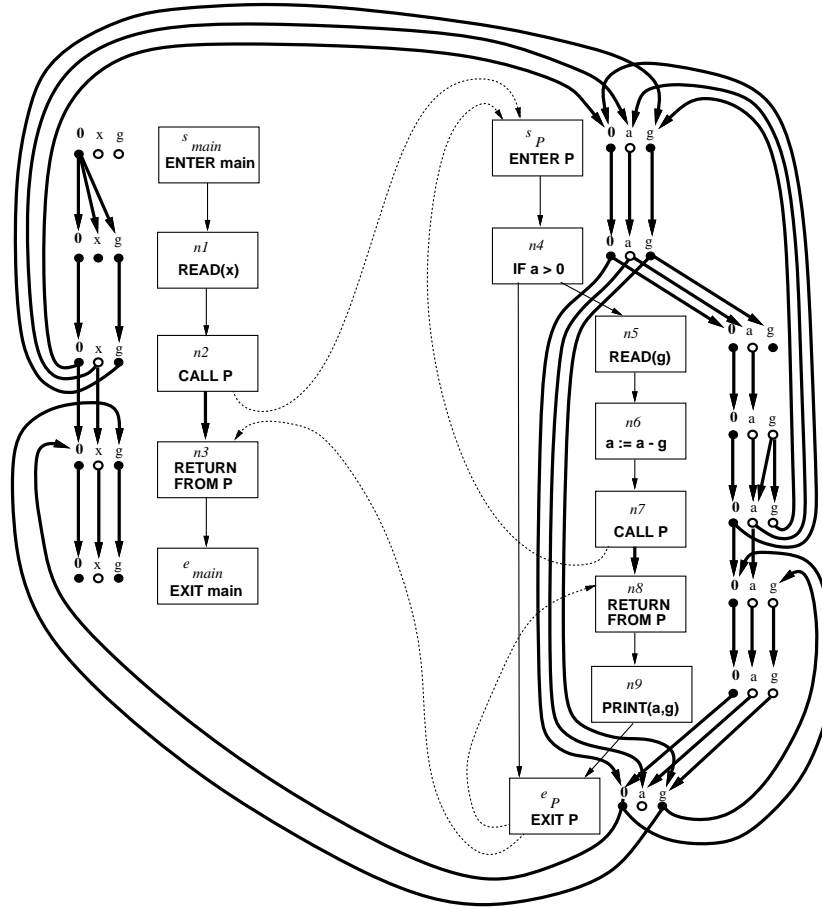 0 x g
s main
ENTER main
0 x g
n1
READ(x)
0 x g
n2
CALL P
0 x g
n3
RETURN
FROM P
0 x g
e main
EXIT main
s P
ENTER P
0 a g
n4
IF a > 0
0 a g
n5
READ(g)
0 a g
n6
a := a - g
0 a g
n7
CALL P
0 a g
n8
RETURN
FROM P
0 a g
n9
PRINT(a,g)
0 a g
e P
EXIT P
0 a g